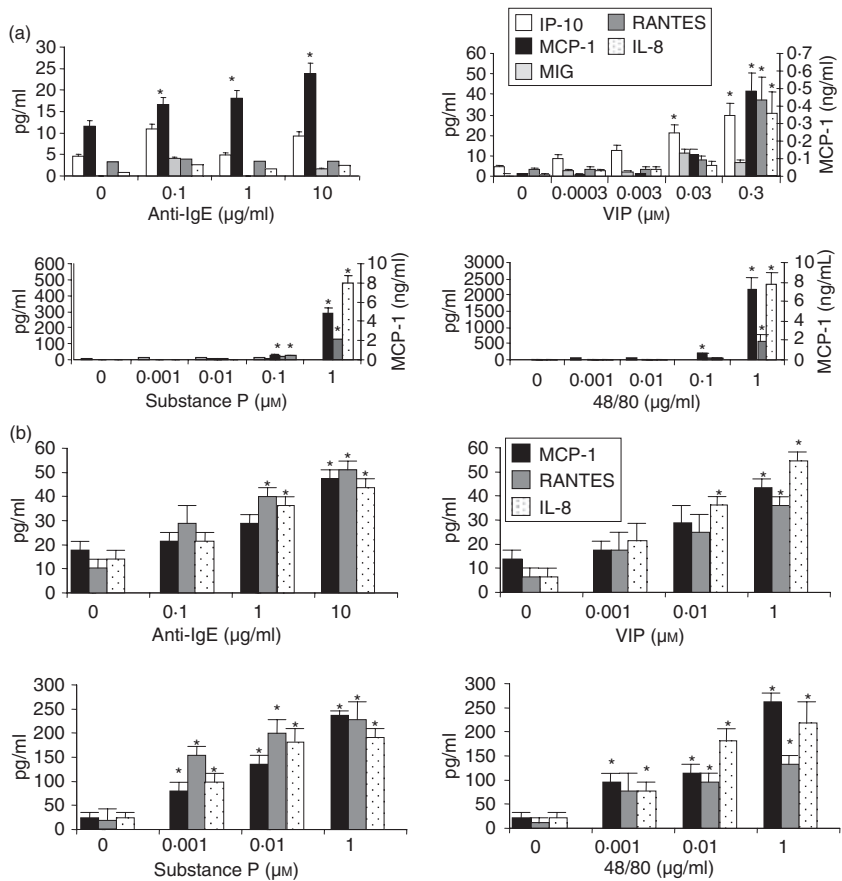 (a)
IP-10 RANTES
MCP-1 IL-8
MIG
pg/ml
30
25
20
15
10
5
0
0 0·1 1 10
Anti-IgE (µg/ml)
* * *
pg/ml
60
50
40
30
20
10
0
0·7
0·6
0·5
0·4
0·3
0·2
0·1
0
MCP-1 (ng/ml)
0 0·0003 0·003 0·03 0·3
VIP (µM)
* * * * *
pg/ml
600
500
400
300
200
100
0
10
8
6
4
2
0
MCP-1 (ng/ml)
0 0·001 0·01 0·1 1
Substance P (µM)
* * * * *
pg/ml
3000
2500
2000
1500
1000
500
0
10
8
6
4
2
0
MCP-1 (ng/mL)
0 0·001 0·01 0·1 1
48/80 (µg/ml)
* * * *
(b)
MCP-1
RANTES
IL-8
pg/ml
60
50
40
30
20
10
0
0 0·1 1 10
Anti-IgE (µg/ml)
* * * * *
pg/ml
60
50
40
30
20
10
0
0 0·001 0·01 1
VIP (µM)
* * * *
pg/ml
300
250
200
150
100
50
0
0 0·001 0·01 1
Substance P (µM)
* * * * * * * * *
pg/ml
300
250
200
150
100
50
0
0 0·001 0·01 1
48/80 (µg/ml)
* * * * * * * *